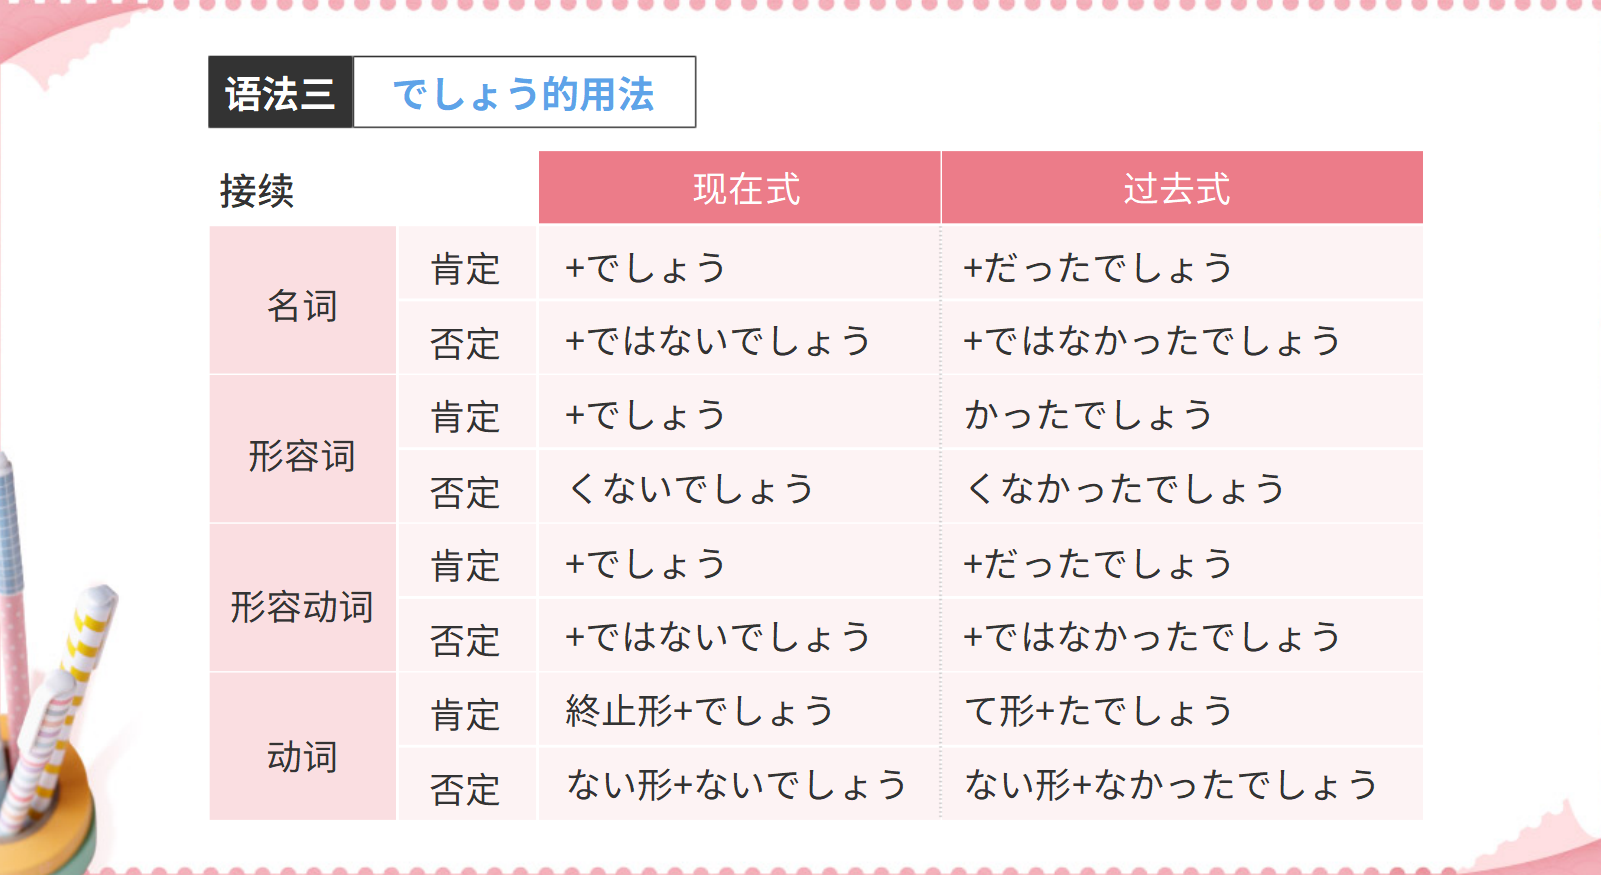 语法三 でしょう的用法
接续 现在式 过去式
名词 肯定 +でしょう +だったでしょう
否定 +ではないでしょう +ではなかったでしょう
形容词 肯定 +でしょう かったでしょう
否定 くないでしょう くなかったでしょう
形容动词 肯定 +でしょう +だったでしょう
否定 +ではないでしょう +ではなかったでしょう
动词 肯定 終止形+でしょう て形+たでしょう
否定 ない形+ないでしょう ない形+なかったでしょう